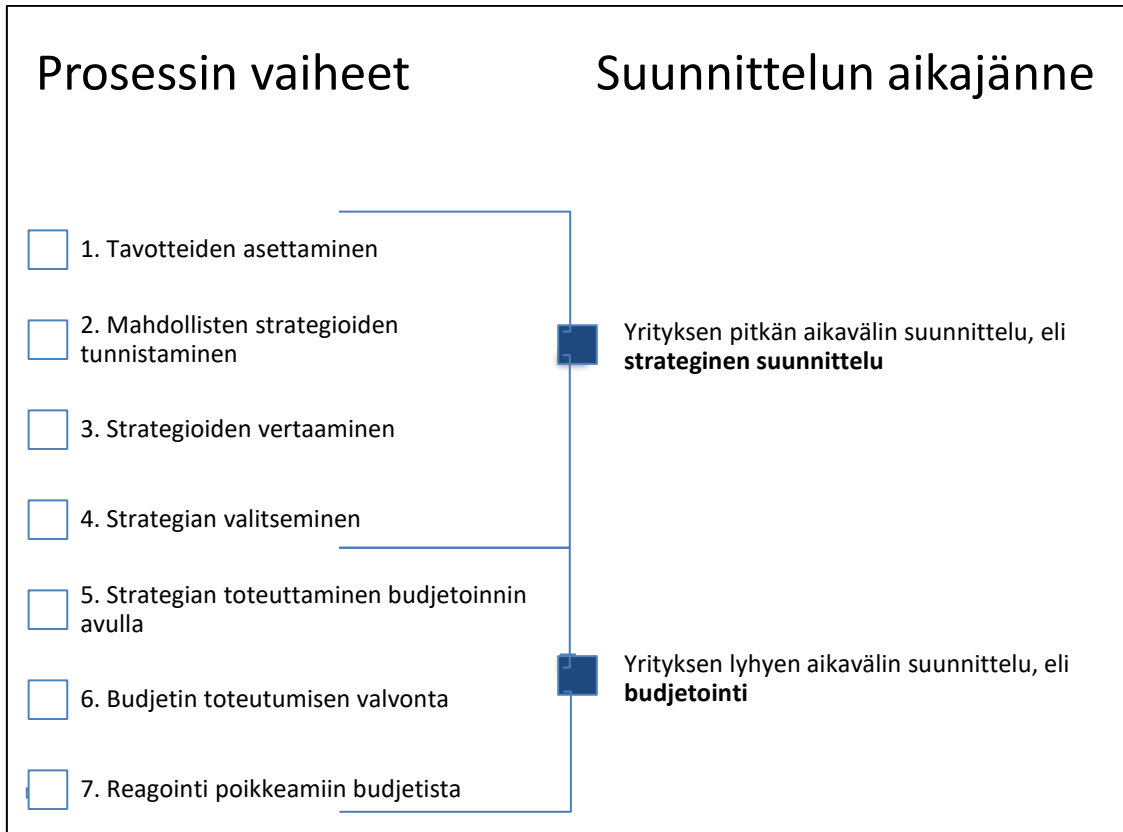 Prosessin vaiheet
Suunnittelun aikajänne
1. Tavotteiden asettaminen
2. Mahdollisten strategioiden
tunnistaminen
3. Strategioiden vertaaminen
4. Strategian valitseminen
5. Strategian toteuttaminen budjetoinnin
avulla
6. Budjetin toteutumisen valvonta
7. Reagointi poikkeamiin budjetista
Yrityksen pitkän aikavälin suunnittelu, eli
strateginen suunnittelu
Yrityksen lyhyen aikavälin suunnittelu, eli
budjetointi